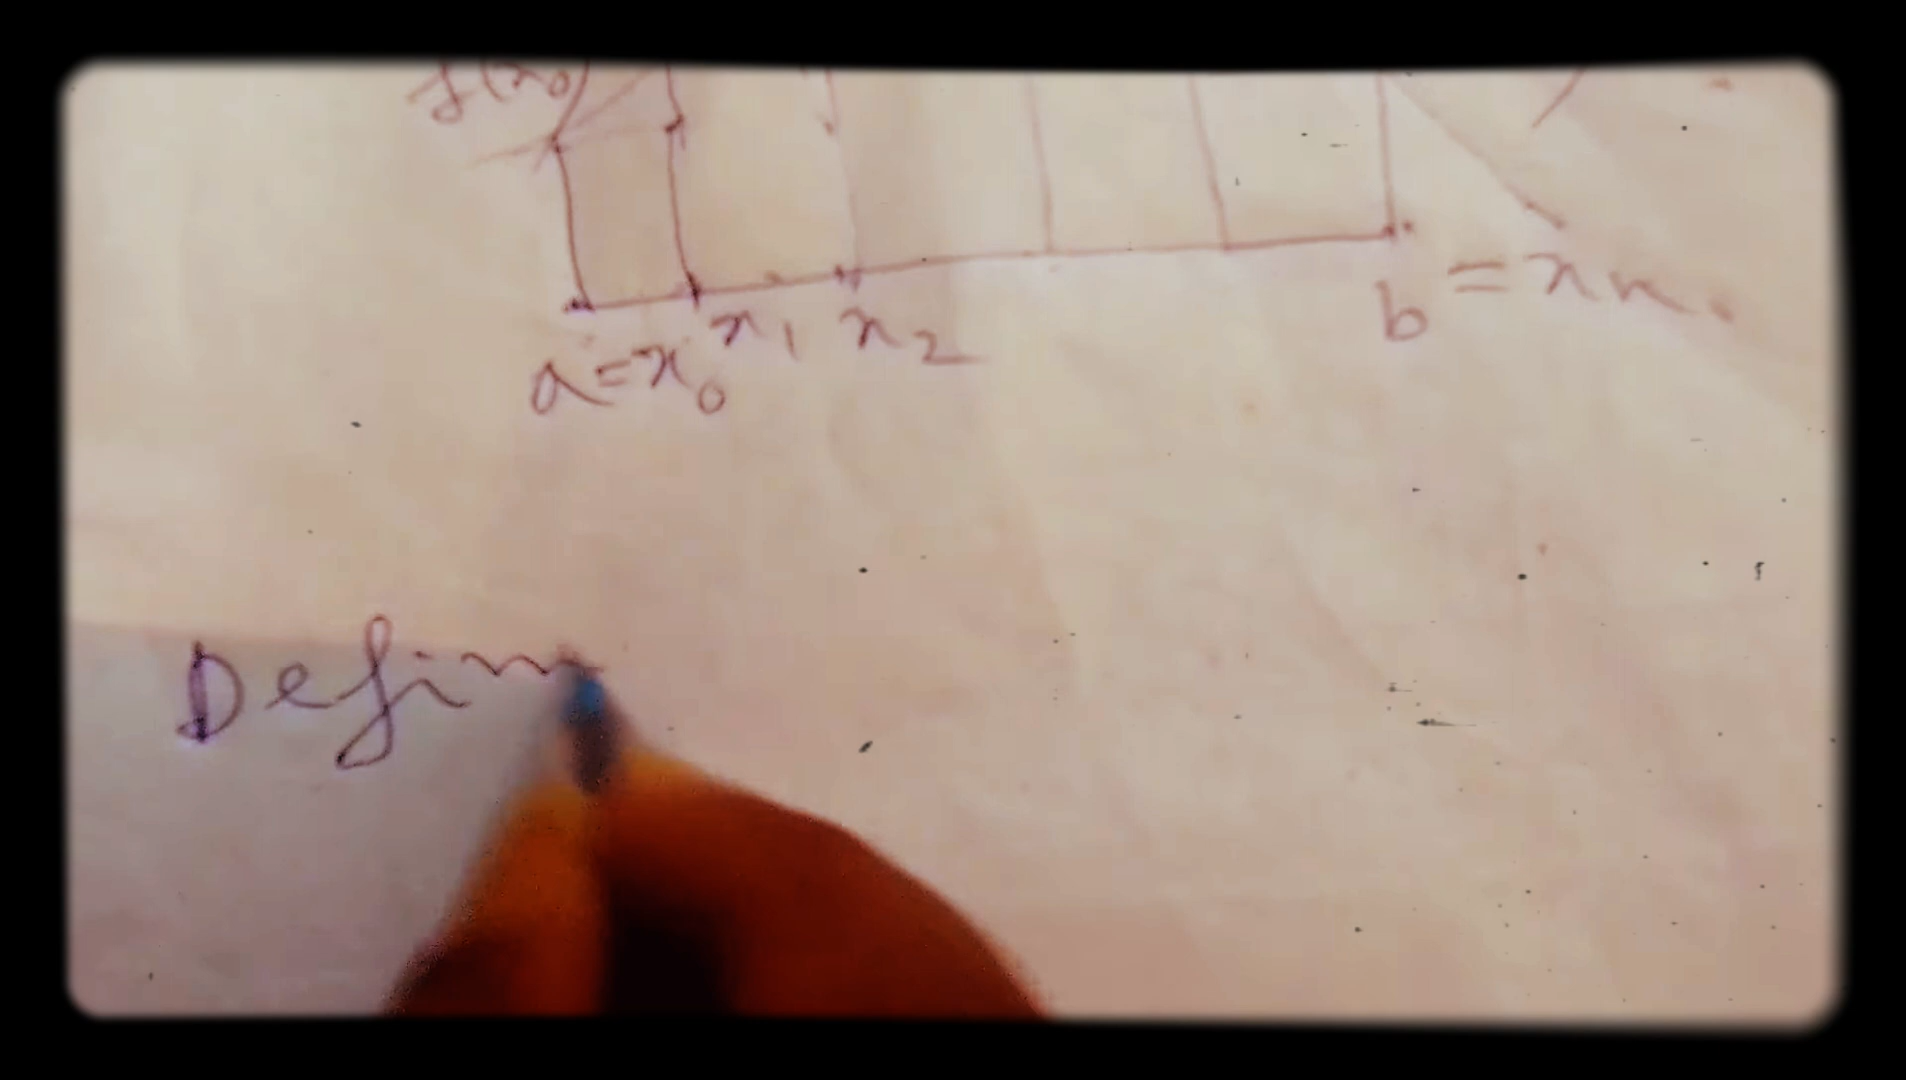 f(x₀
x₁ x₂
a=x₀
b = xn.
Defin